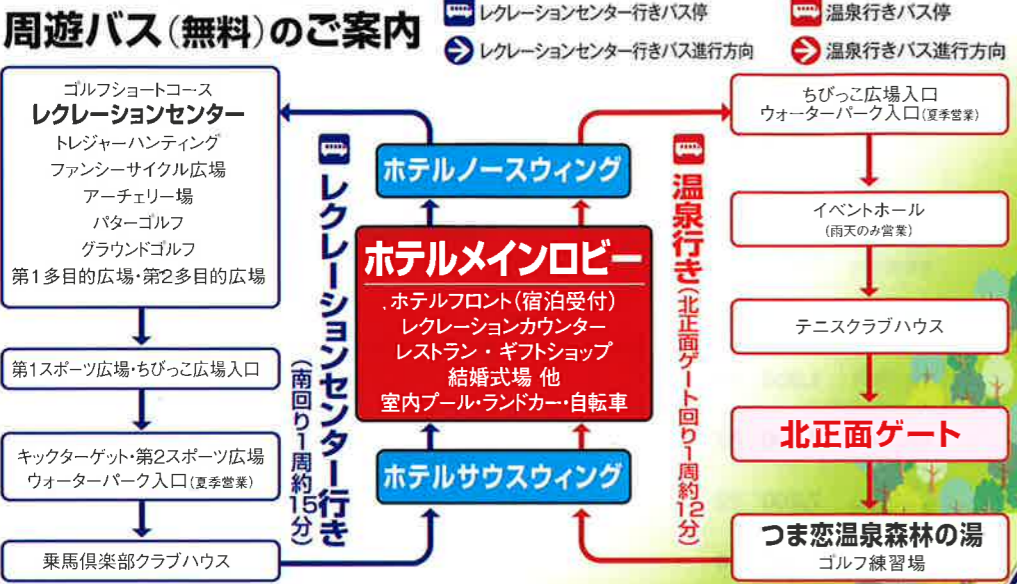 周遊バス(無料)のご案内
レクレーションセンター行きバス停
温泉行きバス停
レクレーションセンター行きバス進行方向
温泉行きバス進行方向
ゴルフショートコース
レクレーションセンター
トレジャーハンティング
ファンシーサイクル広場
アーチェリー場
パターゴルフ
グラウンドゴルフ
第1多目的広場・第2多目的広場
第1スポーツ広場・ちびっこ広場入口
キックターゲット・第2スポーツ広場
ウォーターパーク入口(夏季営業)
乗馬倶楽部クラブハウス
レクレーションセンター行き
(南回り1周約15分)
ホテルノースウィング
ホテルメインロビー
ホテルフロント(宿泊受付)
レクレーションカウンター
レストラン・ギフトショップ
結婚式場 他
室内プール・ランドカー・自転車
ホテルサウスウィング
温泉行き(北正面ゲート回り1周約12分)
ちびっこ広場入口
ウォーターパーク入口(夏季営業)
イベントホール
(雨天のみ営業)
テニスクラブハウス
北正面ゲート
つま恋温泉森林の湯
ゴルフ練習場